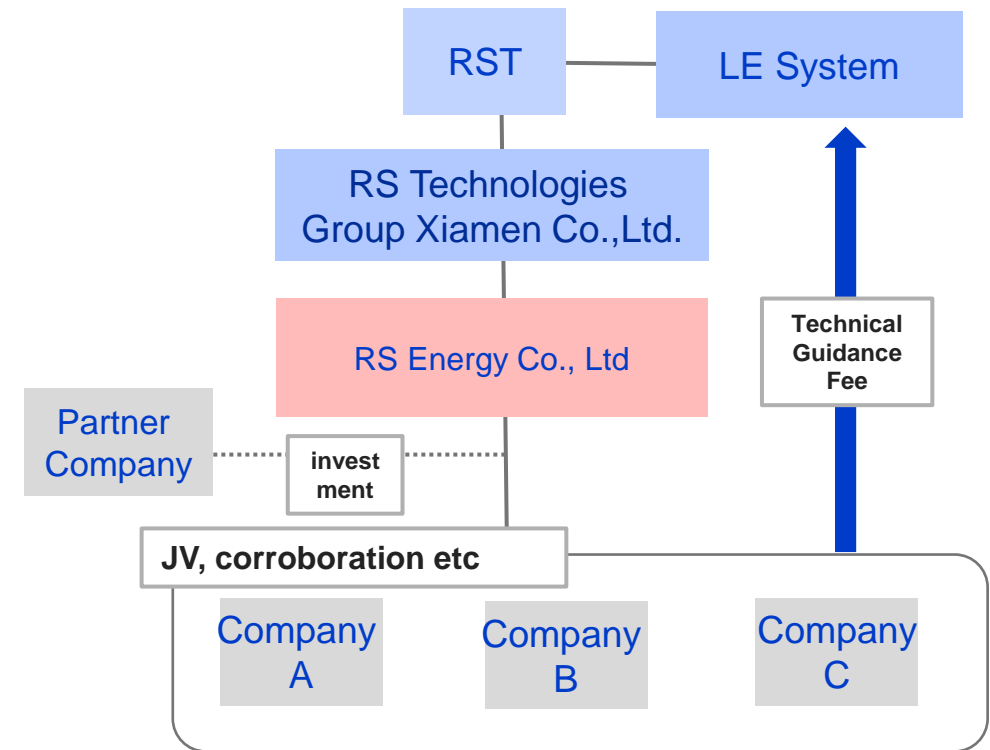 RST
LE System
RS Technologies
Group Xiamen Co.,Ltd.
RS Energy Co., Ltd
Technical
Guidance
Fee
Partner
Company
invest
ment
JV, corroboration etc
Company
A
Company
B
Company
C